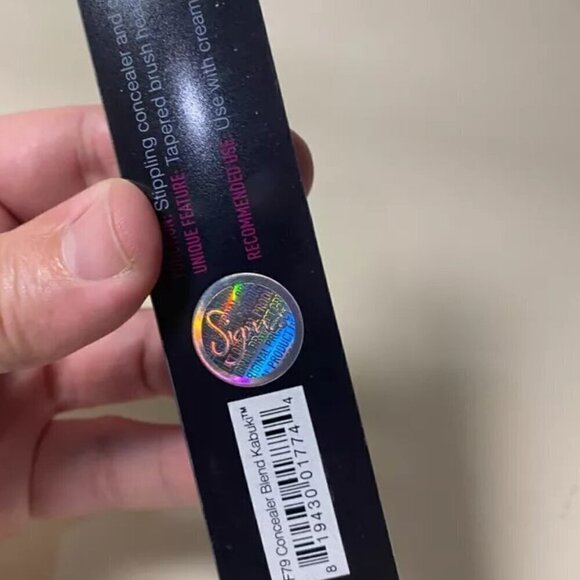 Stippling concealer and
UNIQUE FEATURE: Tapered brush
RECOMMENDED USE: Use with cream
Sigma
F79 Concealer Blend Kabuki™
8 19430 01774 4